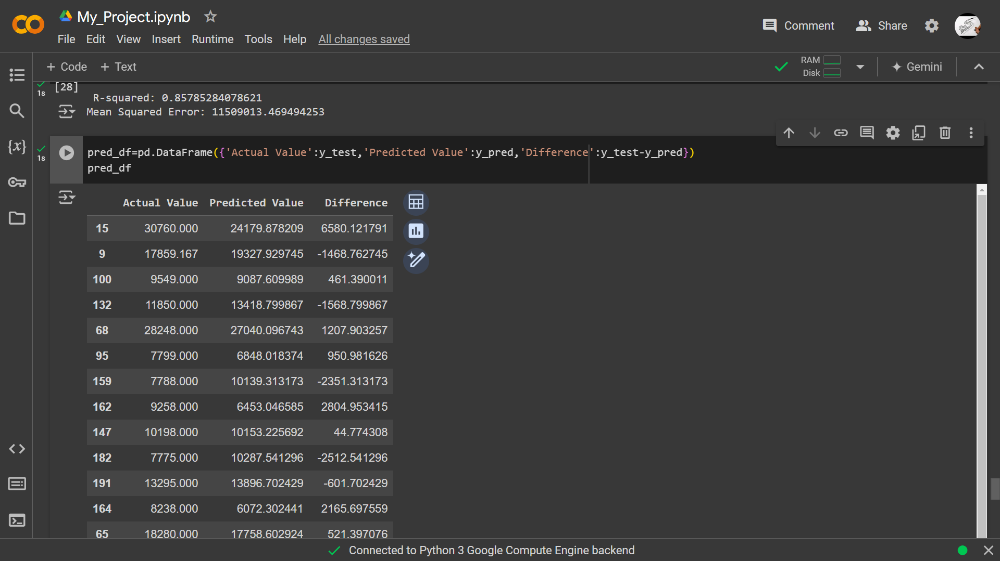 My_Project.ipynb
File Edit View Insert Runtime Tools Help All changes saved
Comment Share
+ Code + Text
RAM
Disk
Gemini
[28]
1s
R-squared: 0.85785284078621
Mean Squared Error: 11509013.469494253
{x}
1s
pred_df=pd.DataFrame({'Actual Value':y_test,'Predicted Value':y_pred,'Difference':y_test-y_pred})
pred_df
Actual Value Predicted Value Difference
15 30760.000 24179.878209 6580.121791
9 17859.167 19327.929745 -1468.762745
100 9549.000 9087.609989 461.390011
132 11850.000 13418.799867 -1568.799867
68 28248.000 27040.096743 1207.903257
95 7799.000 6848.018374 950.981626
159 7788.000 10139.313173 -2351.313173
162 9258.000 6453.046585 2804.953415
147 10198.000 10153.225692 44.774308
182 7775.000 10287.541296 -2512.541296
191 13295.000 13896.702429 -601.702429
164 8238.000 6072.302441 2165.697559
65 18280.000 17758.602924 521.397076
Connected to Python 3 Google Compute Engine backend